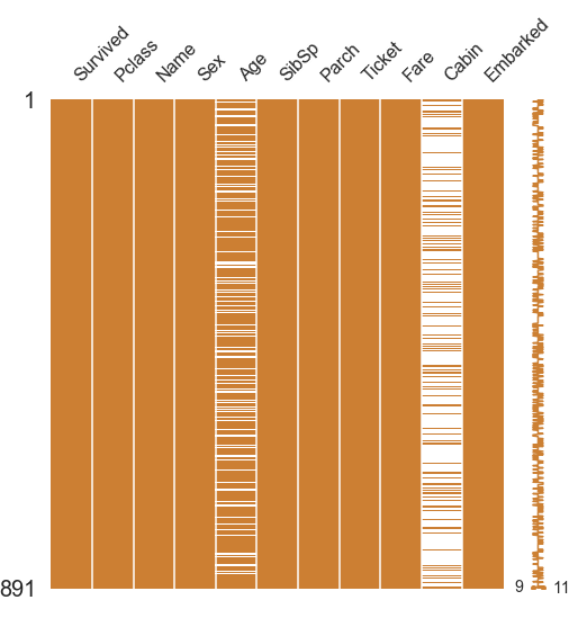 Survived
Pclass
Name
Sex
Age
SibSp
Parch
Ticket
Fare
Cabin
Embarked
1
891
9
11